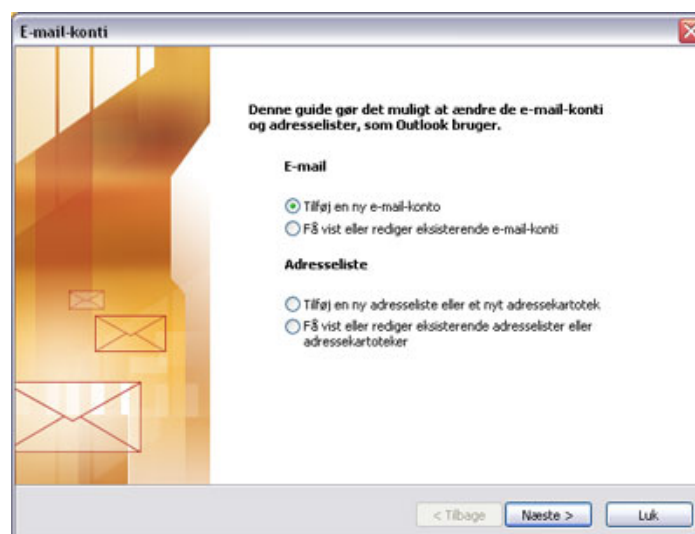 E-mail-konti
Denne guide gør det muligt at ændre de e-mail-konti
og adresselister, som Outlook bruger.
E-mail
Tilføj en ny e-mail-konto
Få vist eller rediger eksisterende e-mail-konti
Adresseliste
Tilføj en ny adresseliste eller et nyt adressekartotek
Få vist eller rediger eksisterende adresselister eller
adressekartoteker
< Tilbage
Næste >
Luk